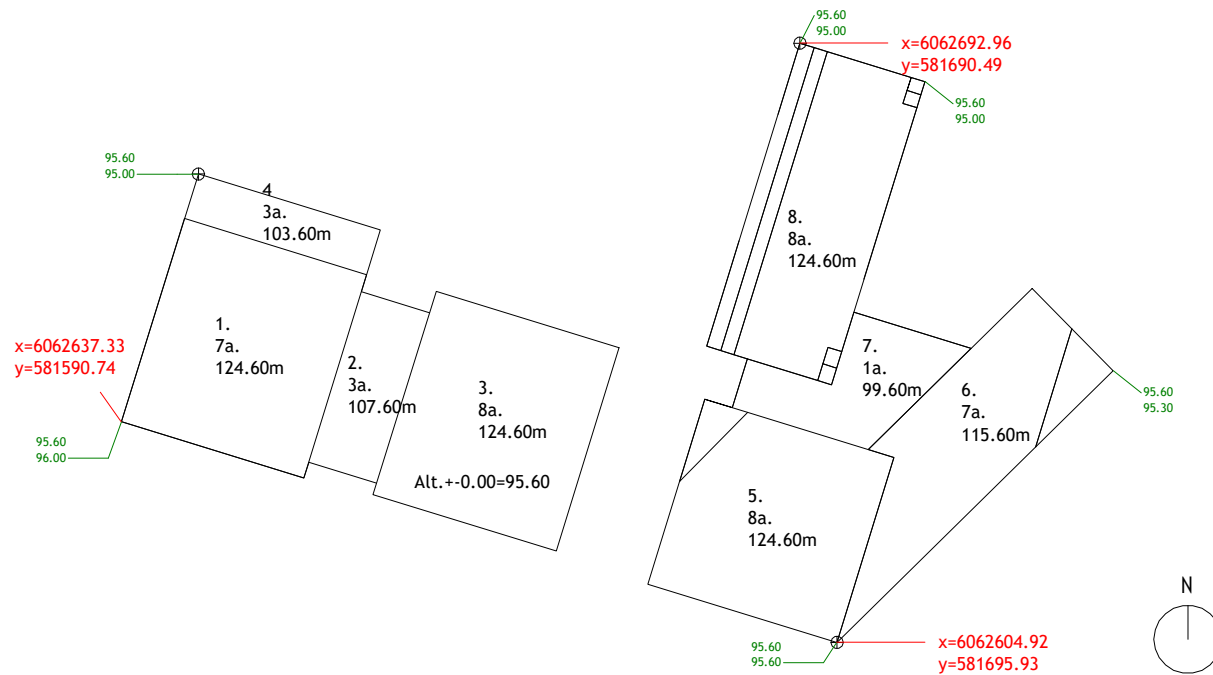 95.60
95.00
x=6062692.96
y=581690.49
95.60
95.00
95.60
95.00
4
3a.
103.60m
8.
8a.
124.60m
1.
7a.
124.60m
x=6062637.33
y=581590.74
2.
3a.
107.60m
3.
8a.
124.60m
Alt.+-0.00=95.60
7.
1a.
99.60m
6.
7a.
115.60m
95.60
95.30
95.60
96.00
5.
8a.
124.60m
95.60
95.60
x=6062604.92
y=581695.93
N